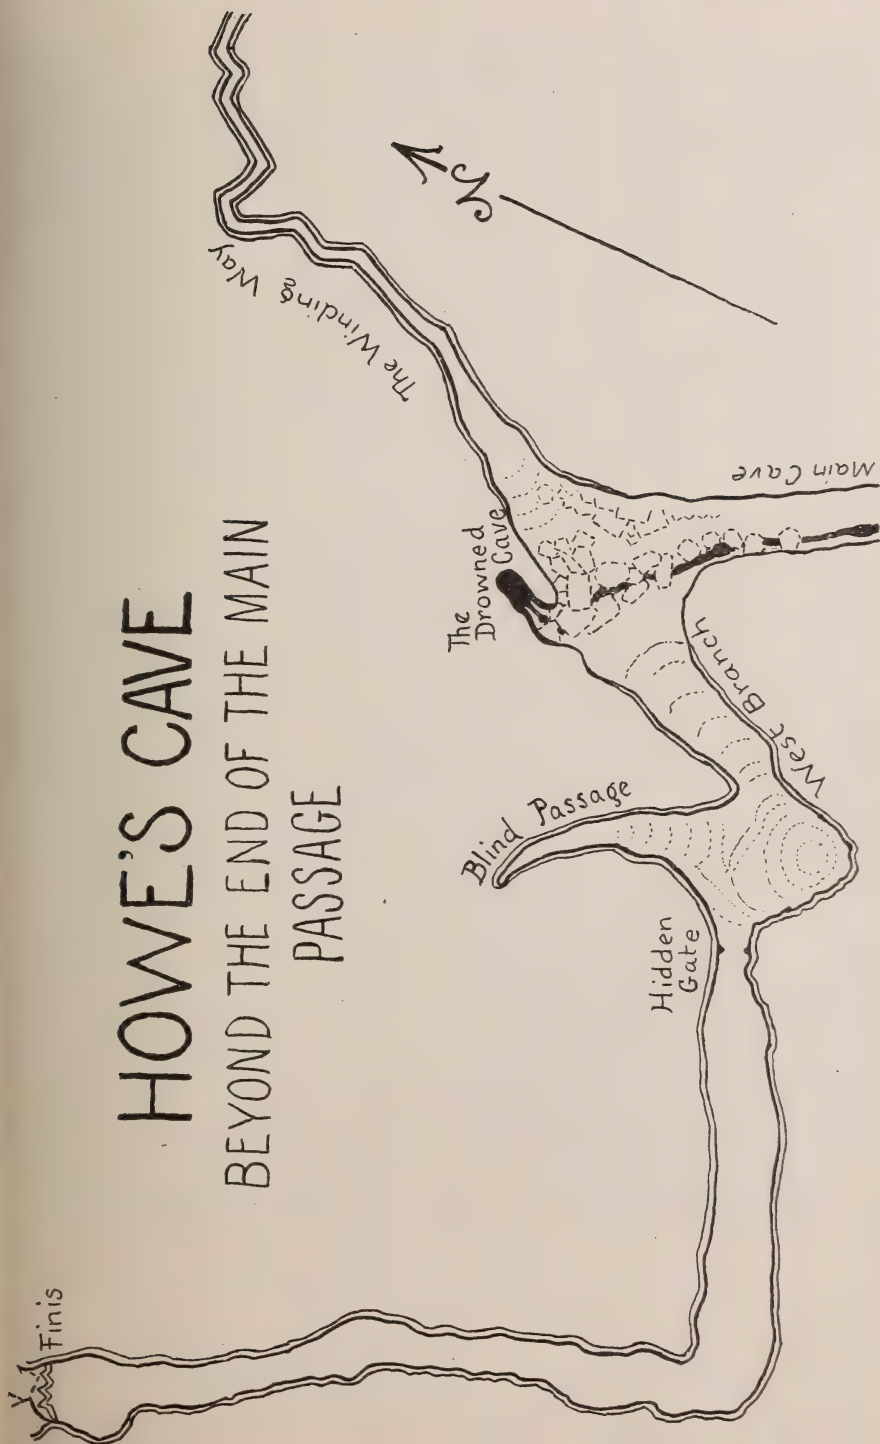 HOWE'S CAVE
BEYOND THE END OF THE MAIN
PASSAGE
Finis
Hidden
Gate
Blind Passage
West Branch
The
Drowned
Cave
Main Cave
The Winding Way
N